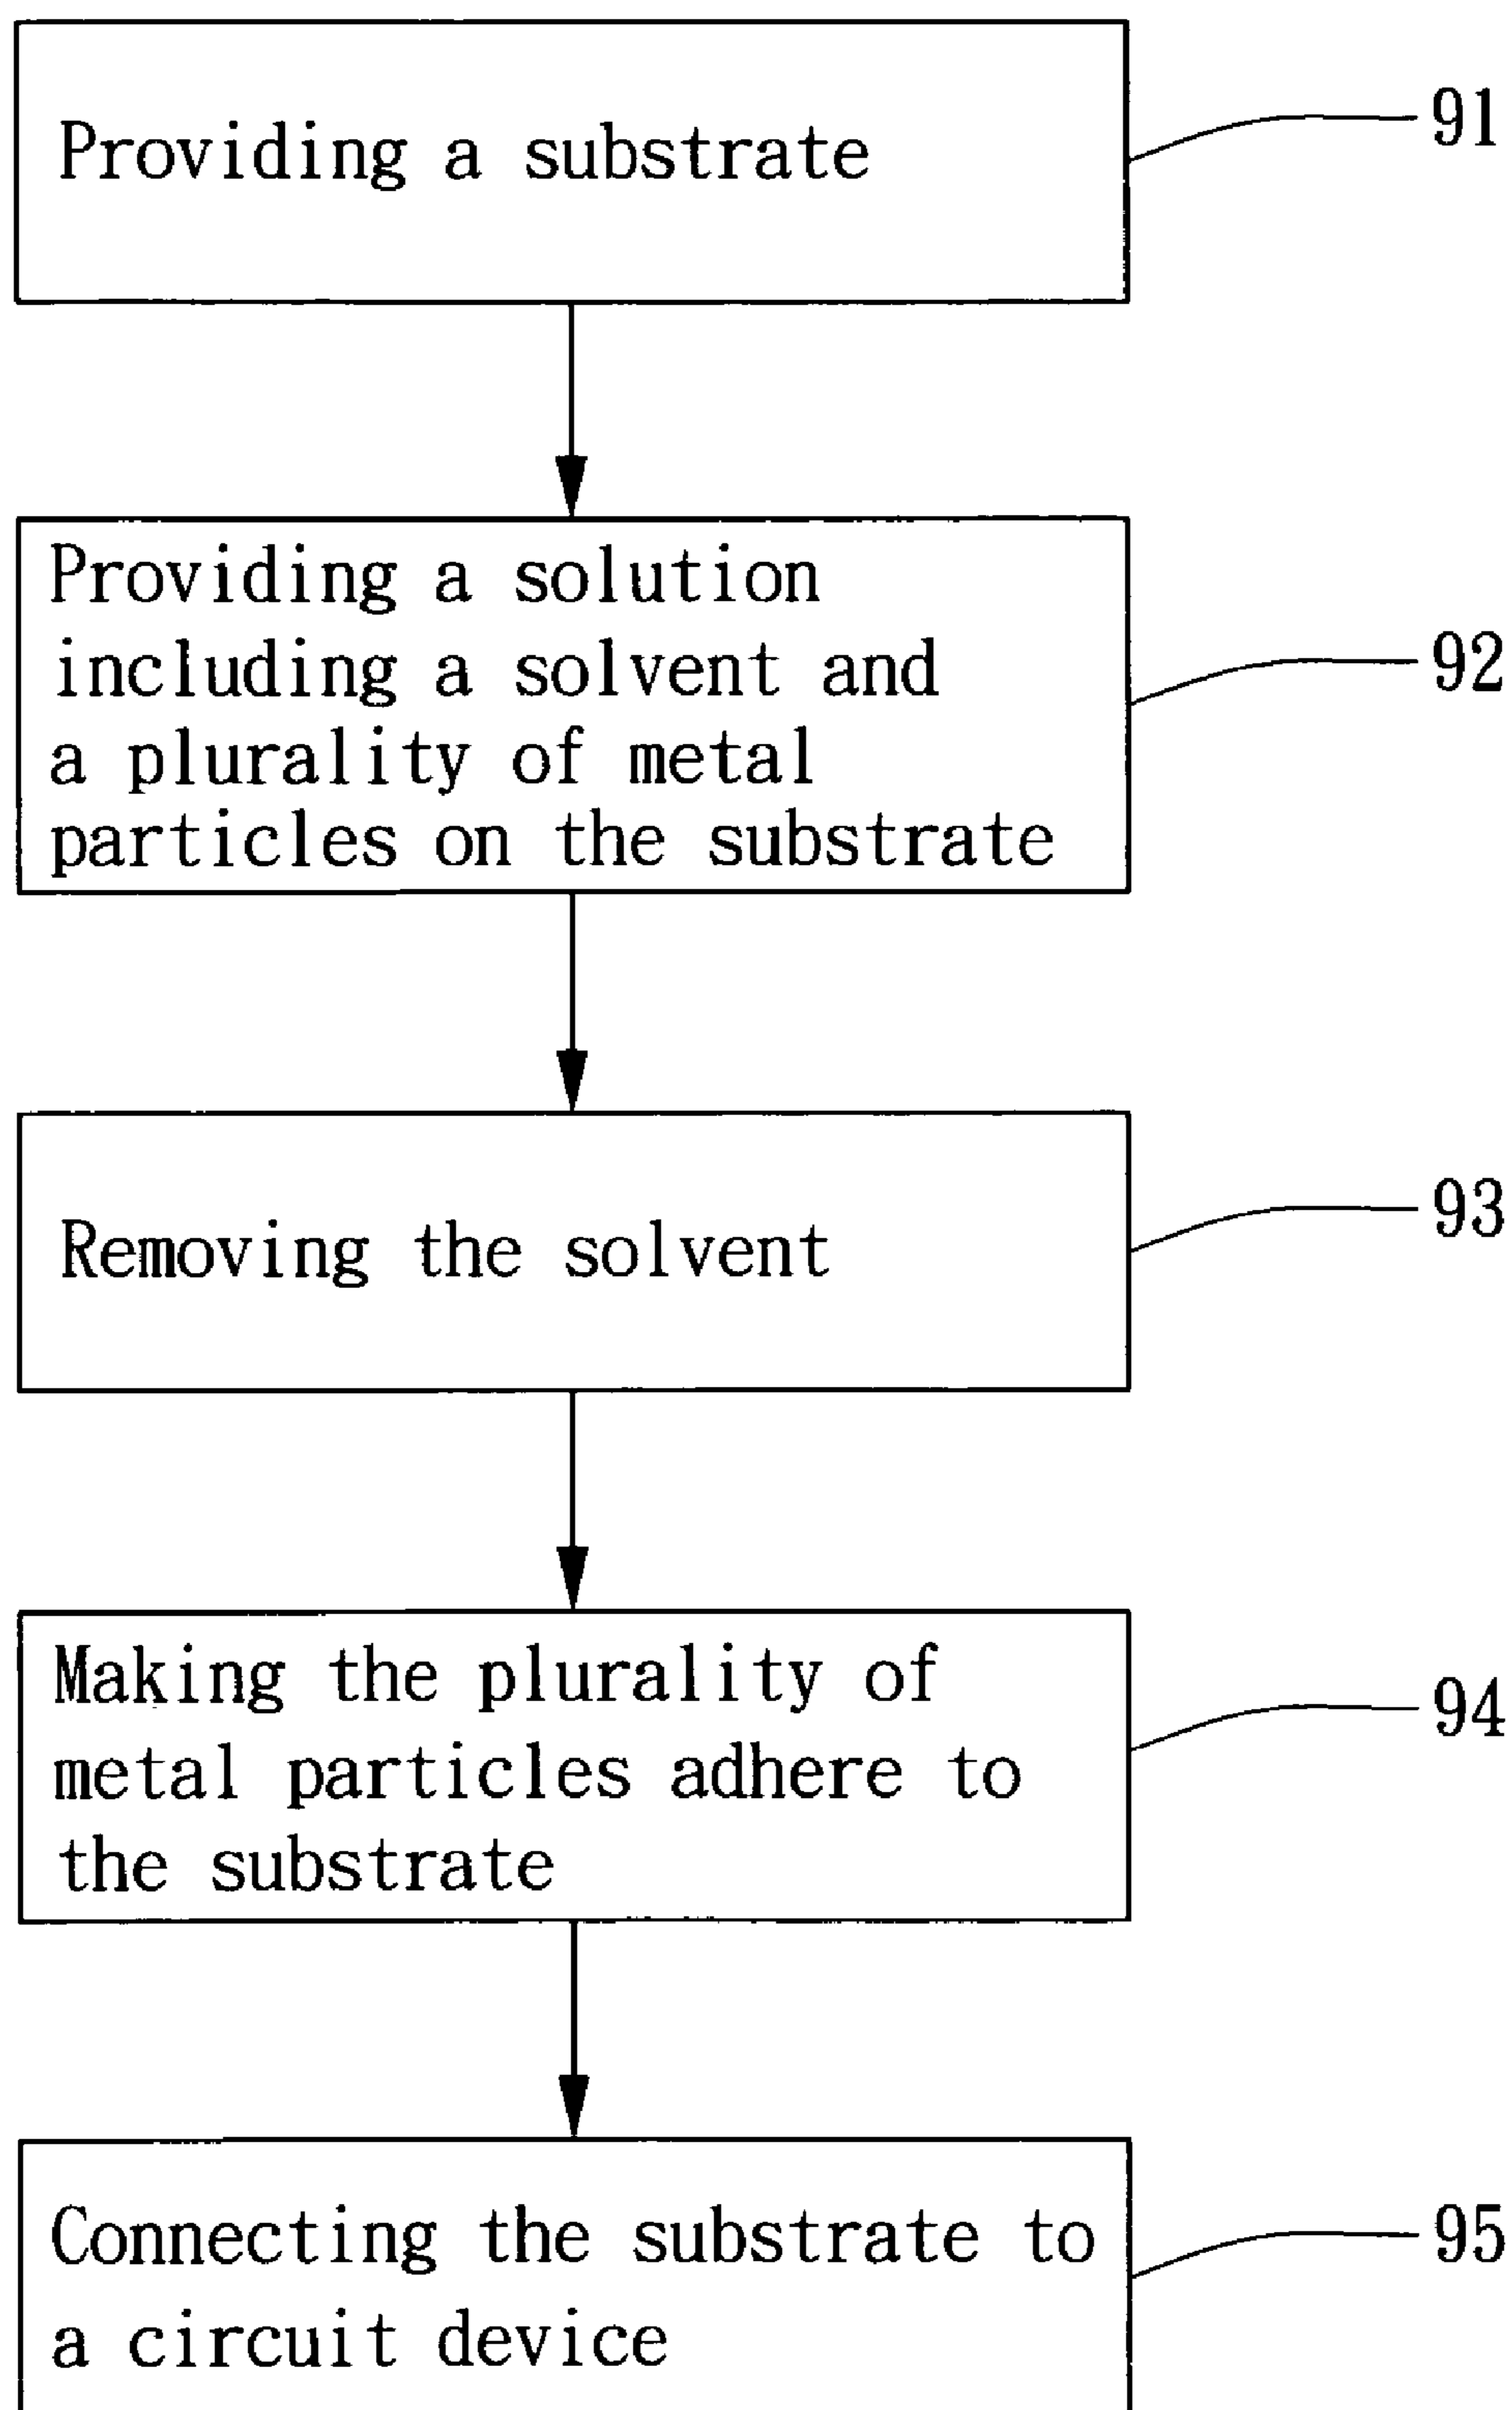 Providing a substrate
91
Providing a solution
including a solvent and
a plurality of metal
particles on the substrate
92
Removing the solvent
93
Making the plurality of
metal particles adhere to
the substrate
94
Connecting the substrate to
a circuit device
95